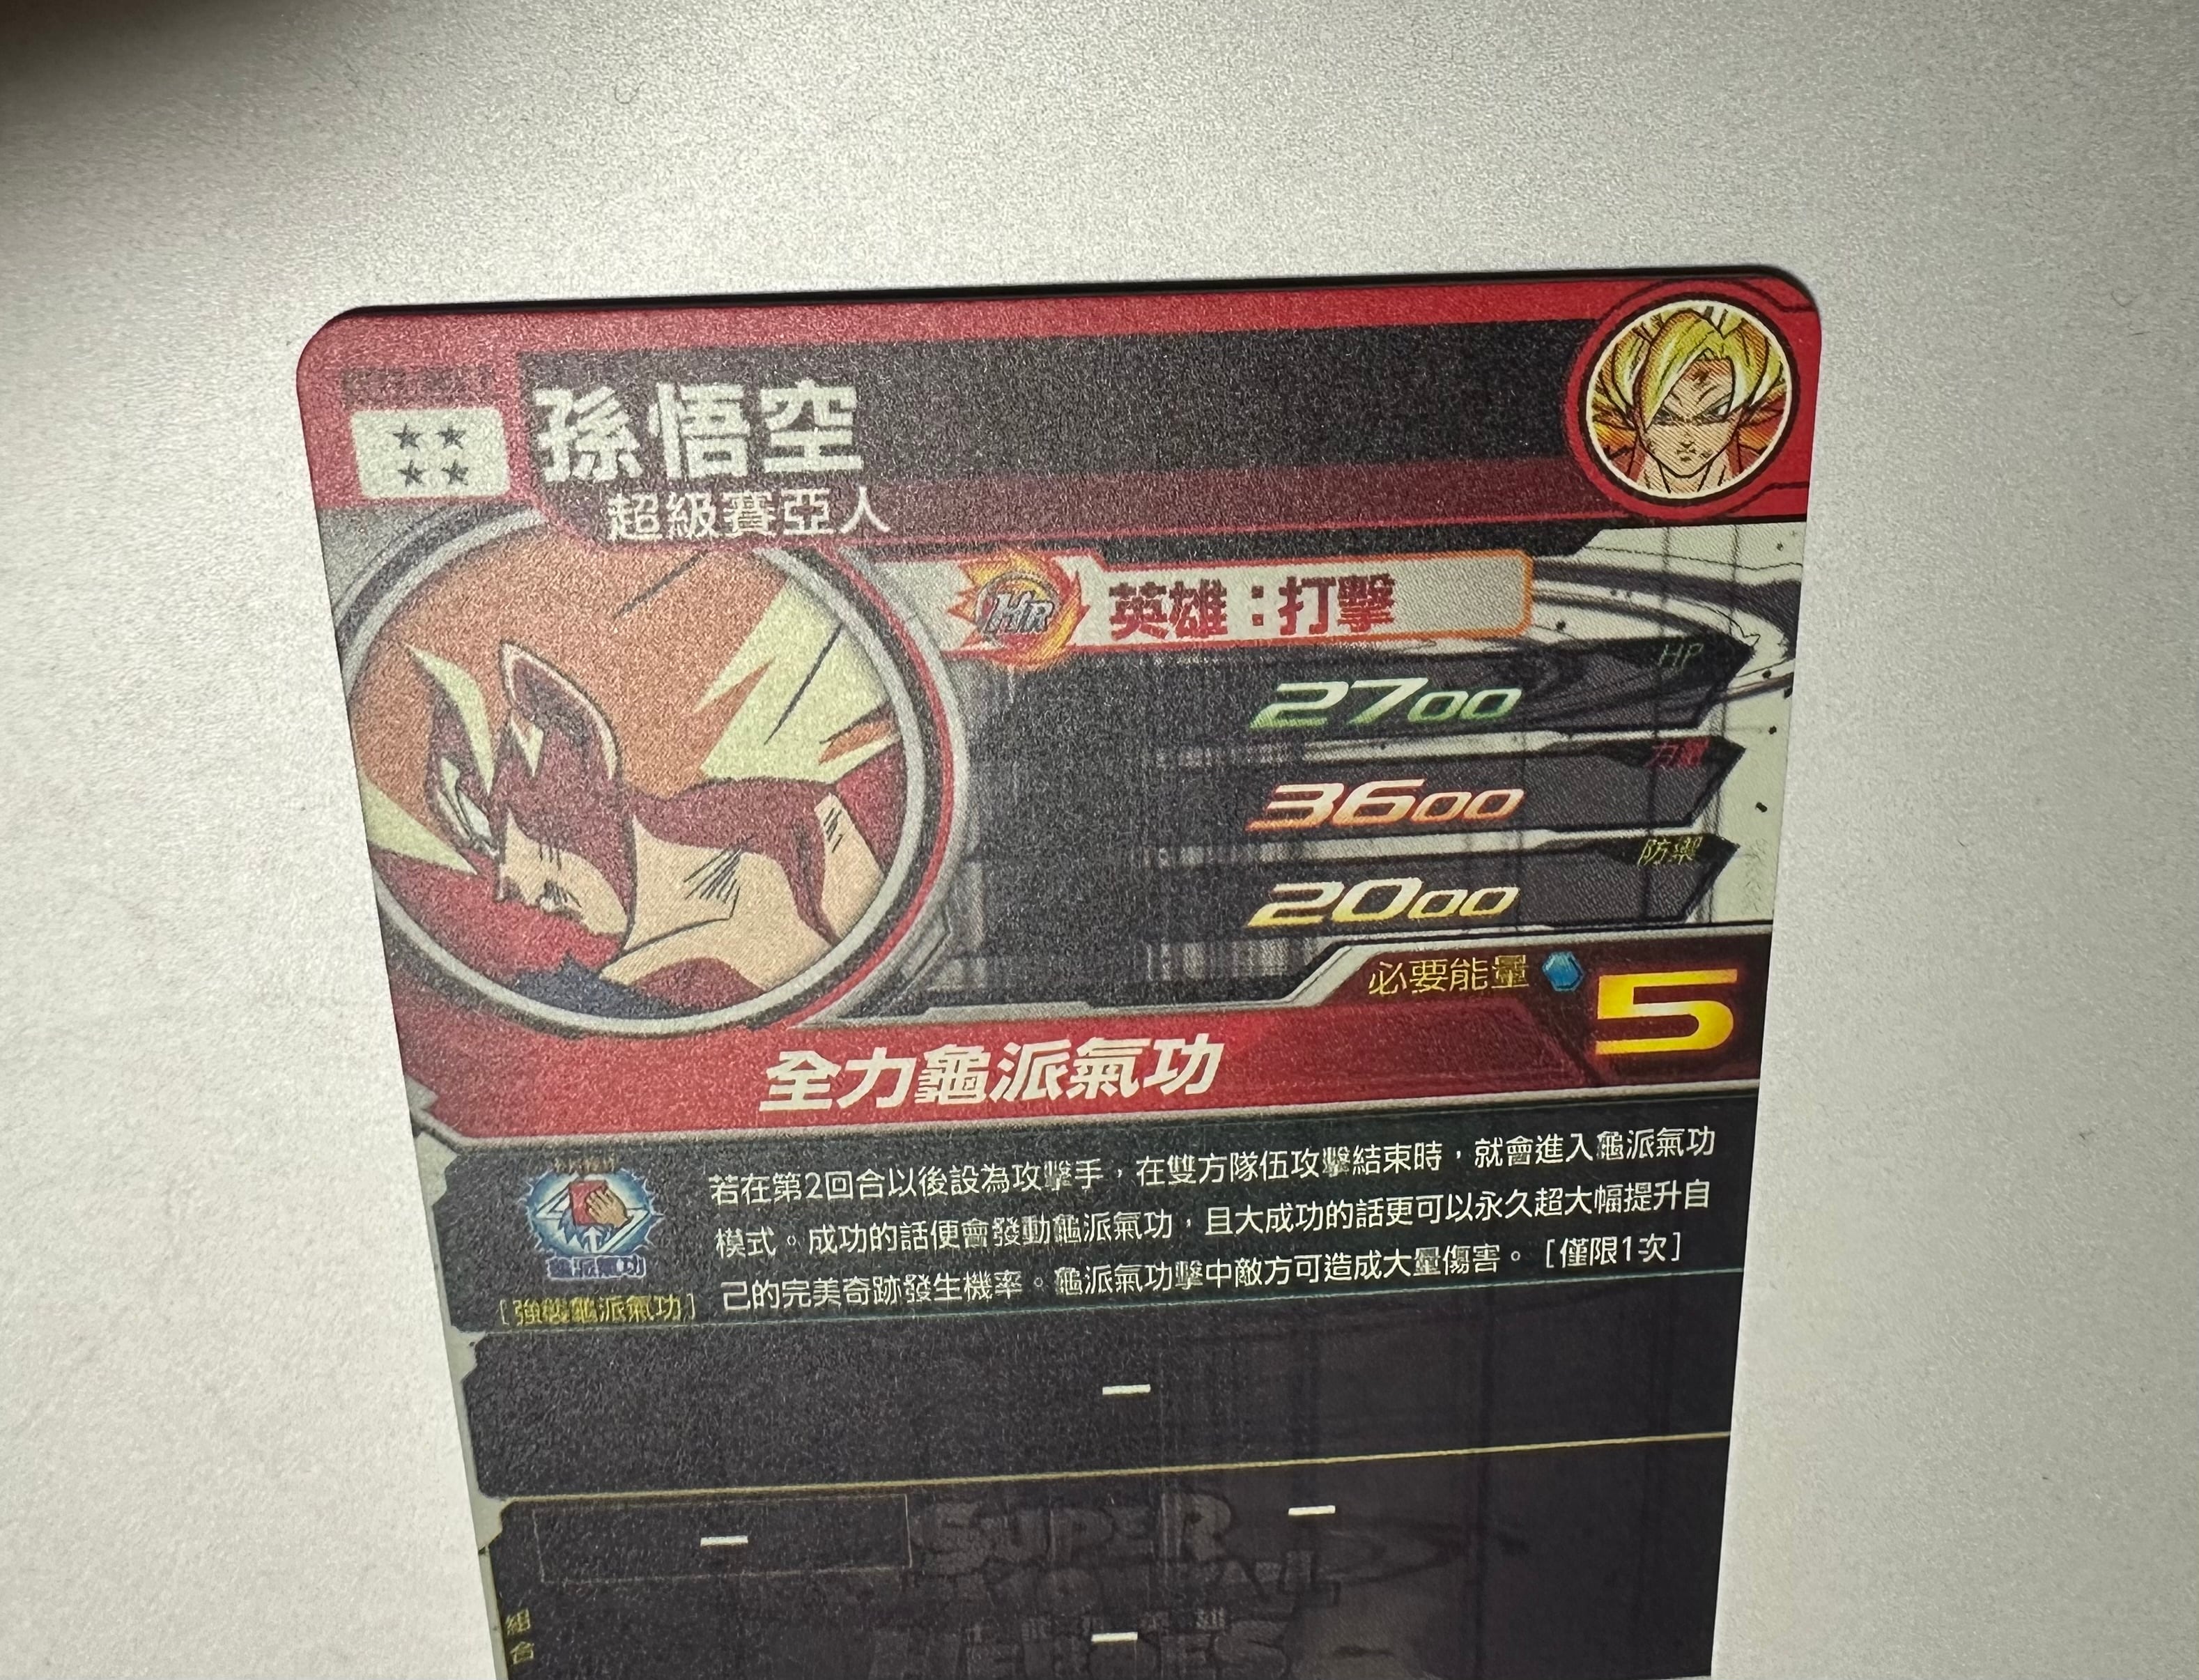 孫悟空
超級賽亞人
HR 英雄：打擊
HP
2700
力量
3600
防禦
2000
必要能量 5
全力龜派氣功
龜派氣功
[強襲龜派氣功]
若在第2回合以後設為攻擊手，在雙方隊伍攻擊結束時，就會進入龜派氣功
模式。成功的話便會發動龜派氣功，且大成功的話更可以永久超大幅提升自
己的完美奇跡發生機率。龜派氣功擊中敵方可造成大量傷害。[僅限1次]
—
—
—
組合
—
SUPER
DRAGON BALL
HEROES